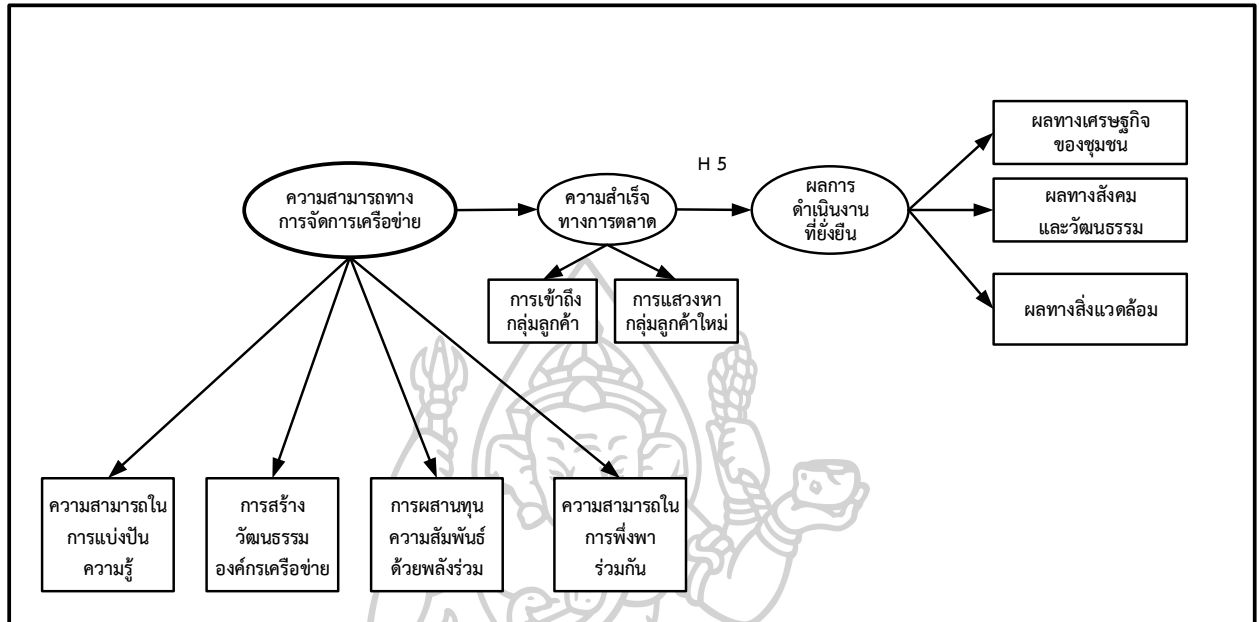 H 5
ผลทางเศรษฐกิจ
ของชุมชน
ความสามารถทาง
การจัดการเครือข่าย
ความสำเร็จ
ทางการตลาด
ผลการ
ดำเนินงาน
ที่ยั่งยืน
ผลทางสังคม
และวัฒนธรรม
การเข้าถึง
กลุ่มลูกค้า
การแสวงหา
กลุ่มลูกค้าใหม่
ผลทางสิ่งแวดล้อม
ความสามารถใน
การแบ่งปัน
ความรู้
การสร้าง
วัฒนธรรม
องค์กรเครือข่าย
การผสานทุน
ความสัมพันธ์
ด้วยพลังร่วม
ความสามารถใน
การพึ่งพา
ร่วมกัน